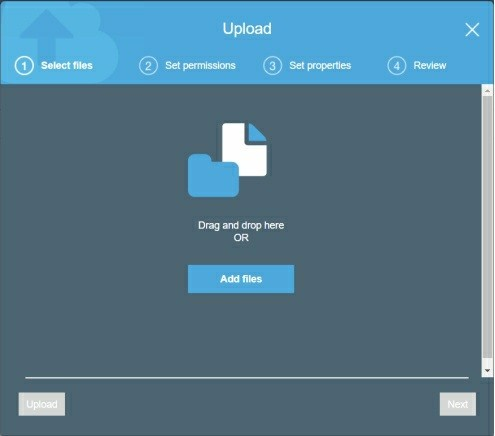 Upload
1 Select files
2 Set permissions
3 Set properties
4 Review
Drag and drop here
OR
Add files
Upload
Next